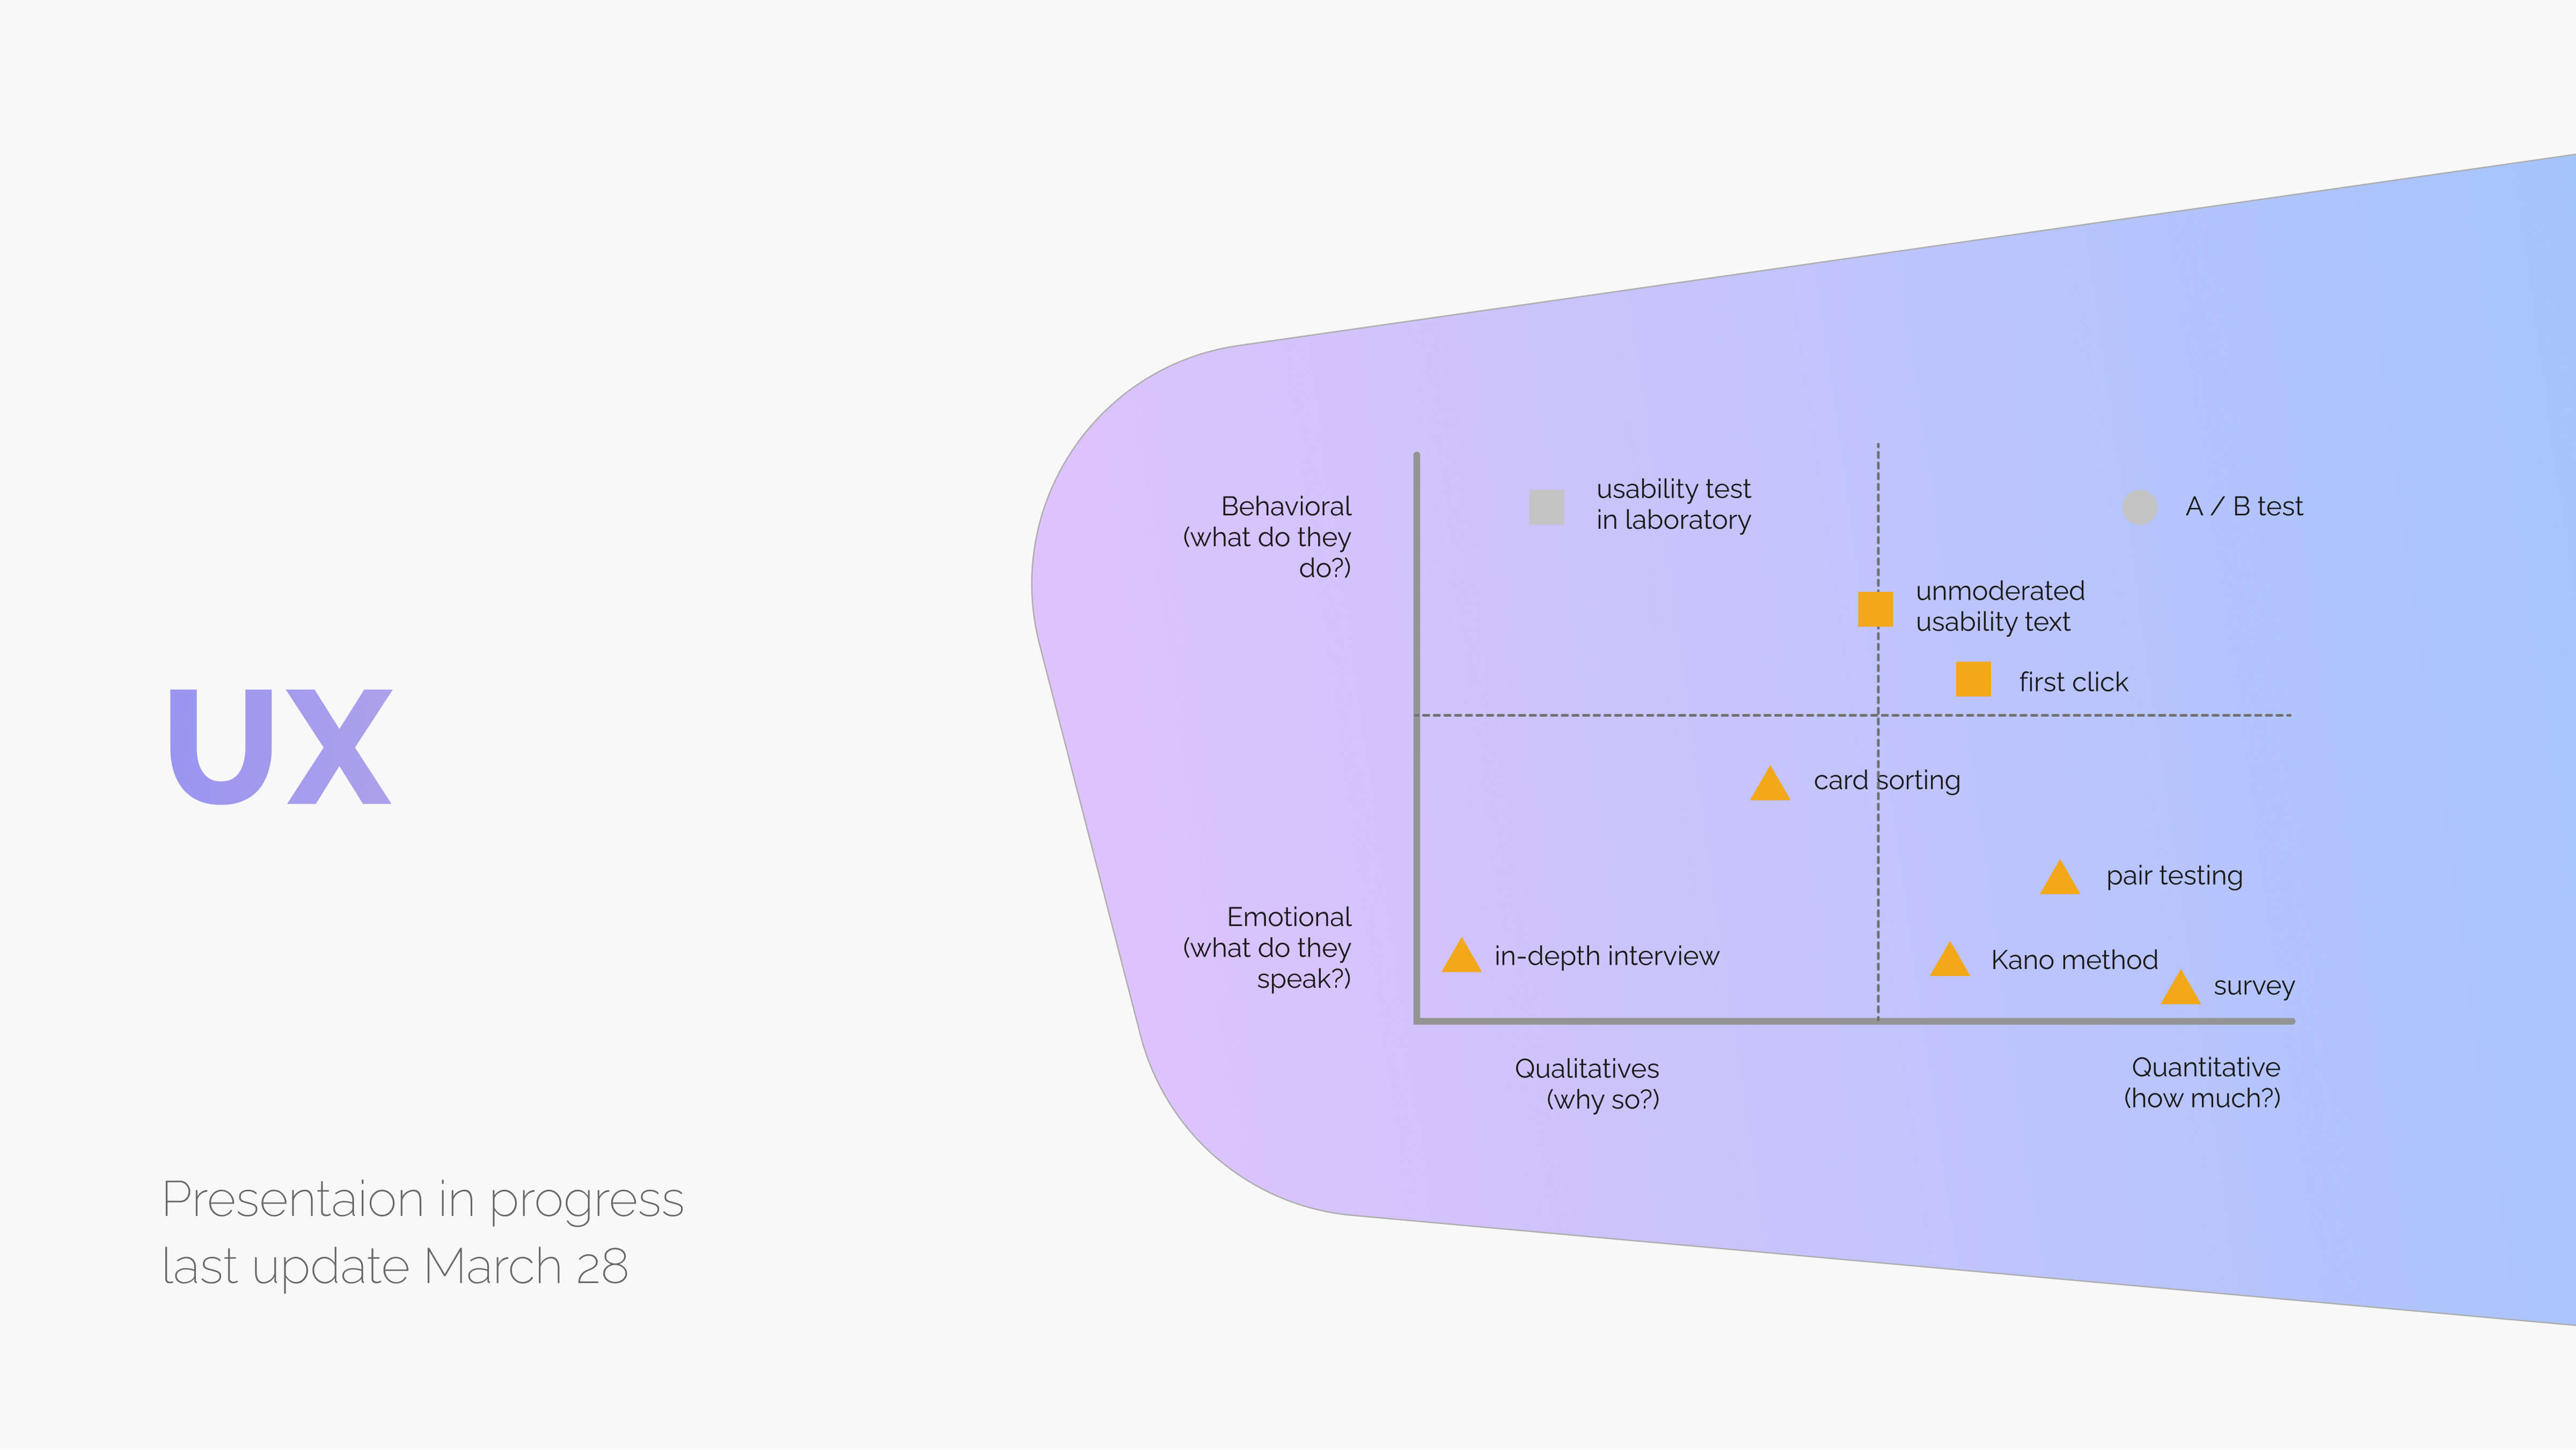 UX
Presentaion in progress
last update March 28
Behavioral
(what do they
do?)
usability test
in laboratory
A / B test
unmoderated
usability text
first click
card sorting
pair testing
Emotional
(what do they
speak?)
in-depth interview
Kano method
survey
Qualitatives
(why so?)
Quantitative
(how much?)